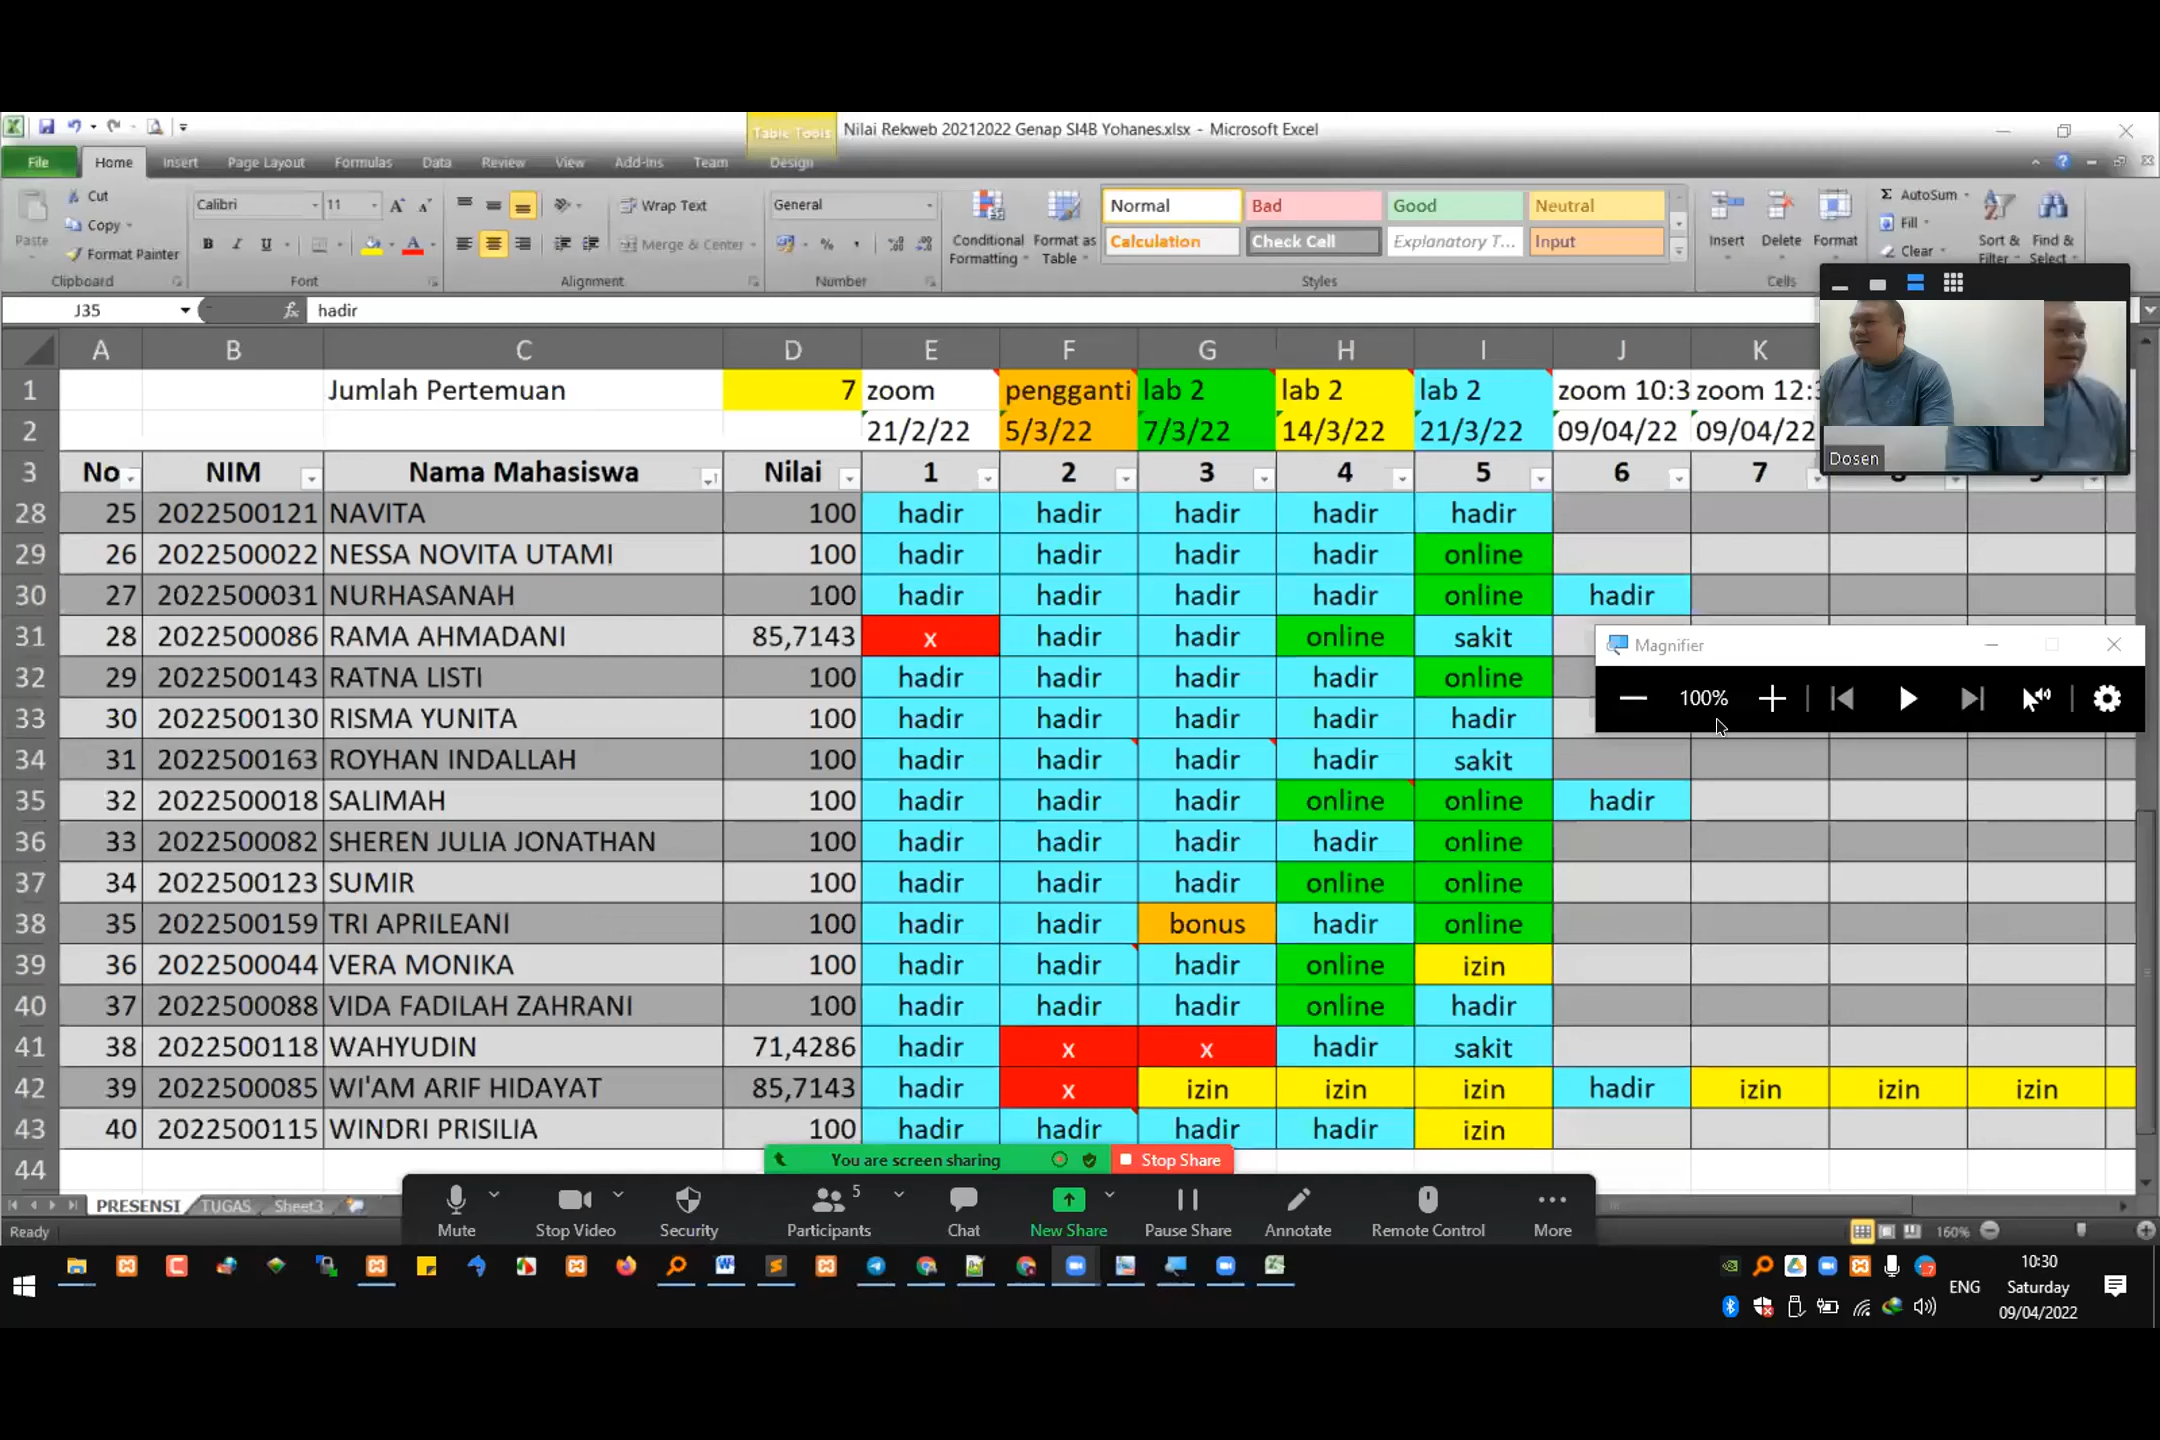 Table Tools
Nilai Rekweb 20212022 Genap SI4B Yohanes.xlsx - Microsoft Excel
File Home Insert Page Layout Formulas Data Review View Add-Ins Team Design
Paste Cut Copy Format Painter Clipboard
Calibri 11 Font
Wrap Text Merge & Center Alignment
General Number
Conditional Formatting Format as Table
Normal Bad Good Neutral
Calculation Check Cell Explanatory T... Input
Styles
Insert Delete Format Cells
AutoSum Fill Clear Sort & Filter Find & Select
J35 fx hadir
A B C D E F G H I J K
1 Jumlah Pertemuan 7 zoom pengganti lab 2 lab 2 lab 2 zoom 10:3 zoom 12:
2 21/2/22 5/3/22 7/3/22 14/3/22 21/3/22 09/04/22 09/04/22
3 No NIM Nama Mahasiswa Nilai 1 2 3 4 5 6 7
28 25 2022500121 NAVITA 100 hadir hadir hadir hadir hadir
29 26 2022500022 NESSA NOVITA UTAMI 100 hadir hadir hadir hadir online
30 27 2022500031 NURHASANAH 100 hadir hadir hadir hadir online hadir
31 28 2022500086 RAMA AHMADANI 85,7143 x hadir hadir online sakit
32 29 2022500143 RATNA LISTI 100 hadir hadir hadir hadir online
33 30 2022500130 RISMA YUNITA 100 hadir hadir hadir hadir hadir
34 31 2022500163 ROYHAN INDALLAH 100 hadir hadir hadir hadir sakit
35 32 2022500018 SALIMAH 100 hadir hadir hadir online online hadir
36 33 2022500082 SHEREN JULIA JONATHAN 100 hadir hadir hadir hadir online
37 34 2022500123 SUMIR 100 hadir hadir hadir online online
38 35 2022500159 TRI APRILEANI 100 hadir hadir bonus hadir online
39 36 2022500044 VERA MONIKA 100 hadir hadir hadir online izin
40 37 2022500088 VIDA FADILAH ZAHRANI 100 hadir hadir hadir online hadir
41 38 2022500118 WAHYUDIN 71,4286 hadir x x hadir sakit
42 39 2022500085 WI'AM ARIF HIDAYAT 85,7143 hadir x izin izin izin hadir izin izin izin
43 40 2022500115 WINDRI PRISILIA 100 hadir hadir hadir hadir izin
44
Dosen
Magnifier
100%
You are screen sharing Stop Share
PRESENSI TUGAS Sheet3
Mute Stop Video Security Participants 5 Chat New Share Pause Share Annotate Remote Control More
Ready 160%
ENG
10:30
Saturday
09/04/2022